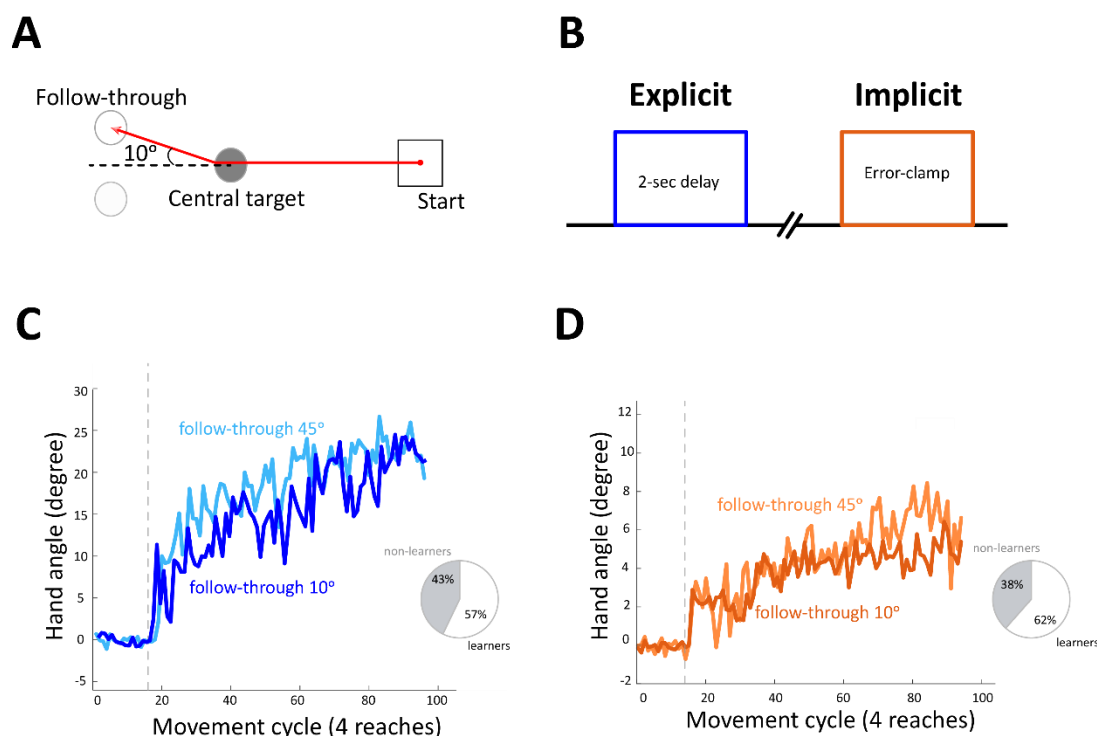 A
Follow-through
10°
Central target
Start
B
Explicit
Implicit
2-sec delay
Error-clamp
C
Hand angle (degree)
30
25
20
15
10
5
0
-5
follow-through 45°
follow-through 10°
non-learners
43%
57%
learners
0
20
40
60
80
100
Movement cycle (4 reaches)
D
Hand angle (degree)
12
10
8
6
4
2
0
-2
follow-through 45°
follow-through 10°
non-learners
38%
62%
learners
0
20
40
60
80
100
Movement cycle (4 reaches)